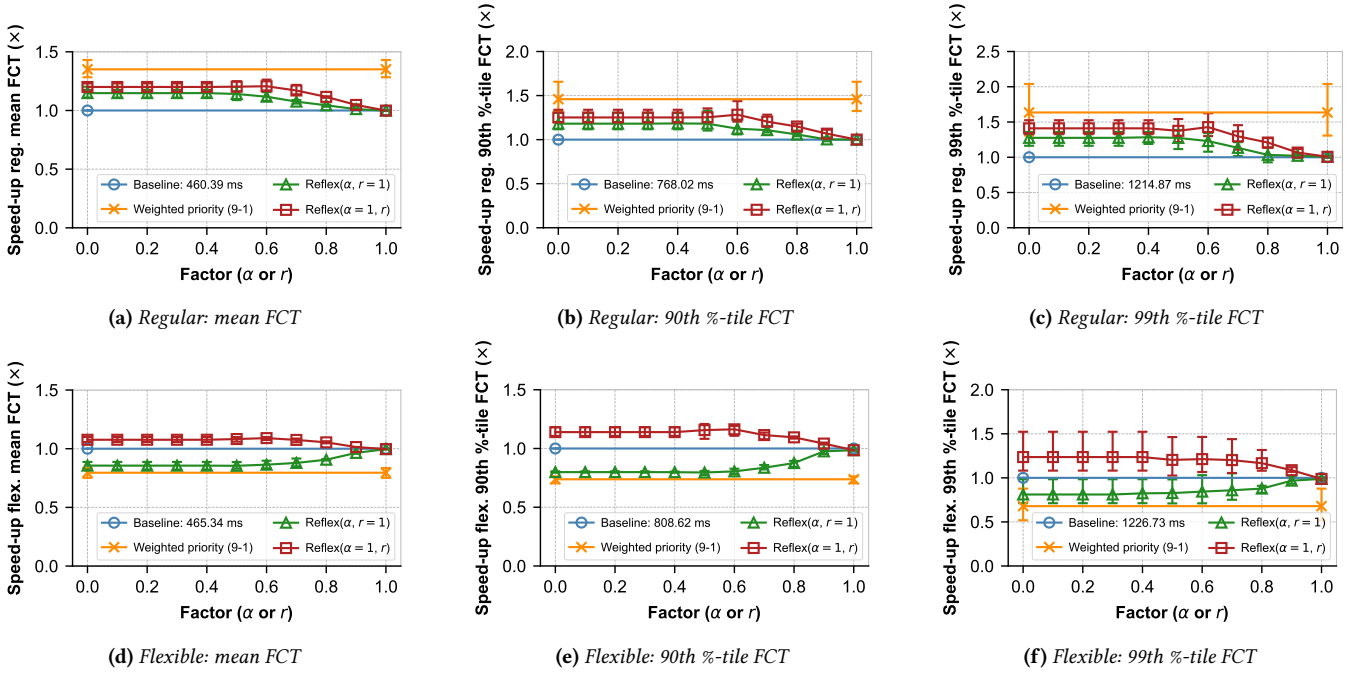 Speed-up reg. mean FCT (×)
1.5
1.0
0.5
0.0
Baseline: 460.39 ms
Weighted priority (9-1)
Reflex(α, r = 1)
Reflex(α = 1, r)
0.0 0.2 0.4 0.6 0.8 1.0
Factor (α or r)
(a) Regular: mean FCT
Speed-up reg. 90th %-tile FCT (×)
2.0
1.5
1.0
0.5
0.0
Baseline: 768.02 ms
Weighted priority (9-1)
Reflex(α, r = 1)
Reflex(α = 1, r)
0.0 0.2 0.4 0.6 0.8 1.0
Factor (α or r)
(b) Regular: 90th %-tile FCT
Speed-up reg. 99th %-tile FCT (×)
2.5
2.0
1.5
1.0
0.5
0.0
Baseline: 1214.87 ms
Weighted priority (9-1)
Reflex(α, r = 1)
Reflex(α = 1, r)
0.0 0.2 0.4 0.6 0.8 1.0
Factor (α or r)
(c) Regular: 99th %-tile FCT
Speed-up flex. mean FCT (×)
1.5
1.0
0.5
0.0
Baseline: 465.34 ms
Weighted priority (9-1)
Reflex(α, r = 1)
Reflex(α = 1, r)
0.0 0.2 0.4 0.6 0.8 1.0
Factor (α or r)
(d) Flexible: mean FCT
Speed-up flex. 90th %-tile FCT (×)
1.5
1.0
0.5
0.0
Baseline: 808.62 ms
Weighted priority (9-1)
Reflex(α, r = 1)
Reflex(α = 1, r)
0.0 0.2 0.4 0.6 0.8 1.0
Factor (α or r)
(e) Flexible: 90th %-tile FCT
Speed-up flex. 99th %-tile FCT (×)
2.0
1.5
1.0
0.5
0.0
Baseline: 1226.73 ms
Weighted priority (9-1)
Reflex(α, r = 1)
Reflex(α = 1, r)
0.0 0.2 0.4 0.6 0.8 1.0
Factor (α or r)
(f) Flexible: 99th %-tile FCT